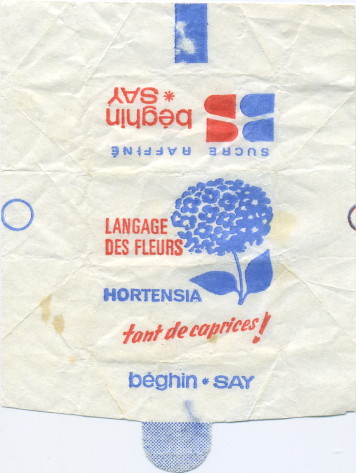 béghin
* SAY
SUCRE RAFFINÉ
LANGAGE
DES FLEURS
HORTENSIA
tant de caprices!
béghin * SAY